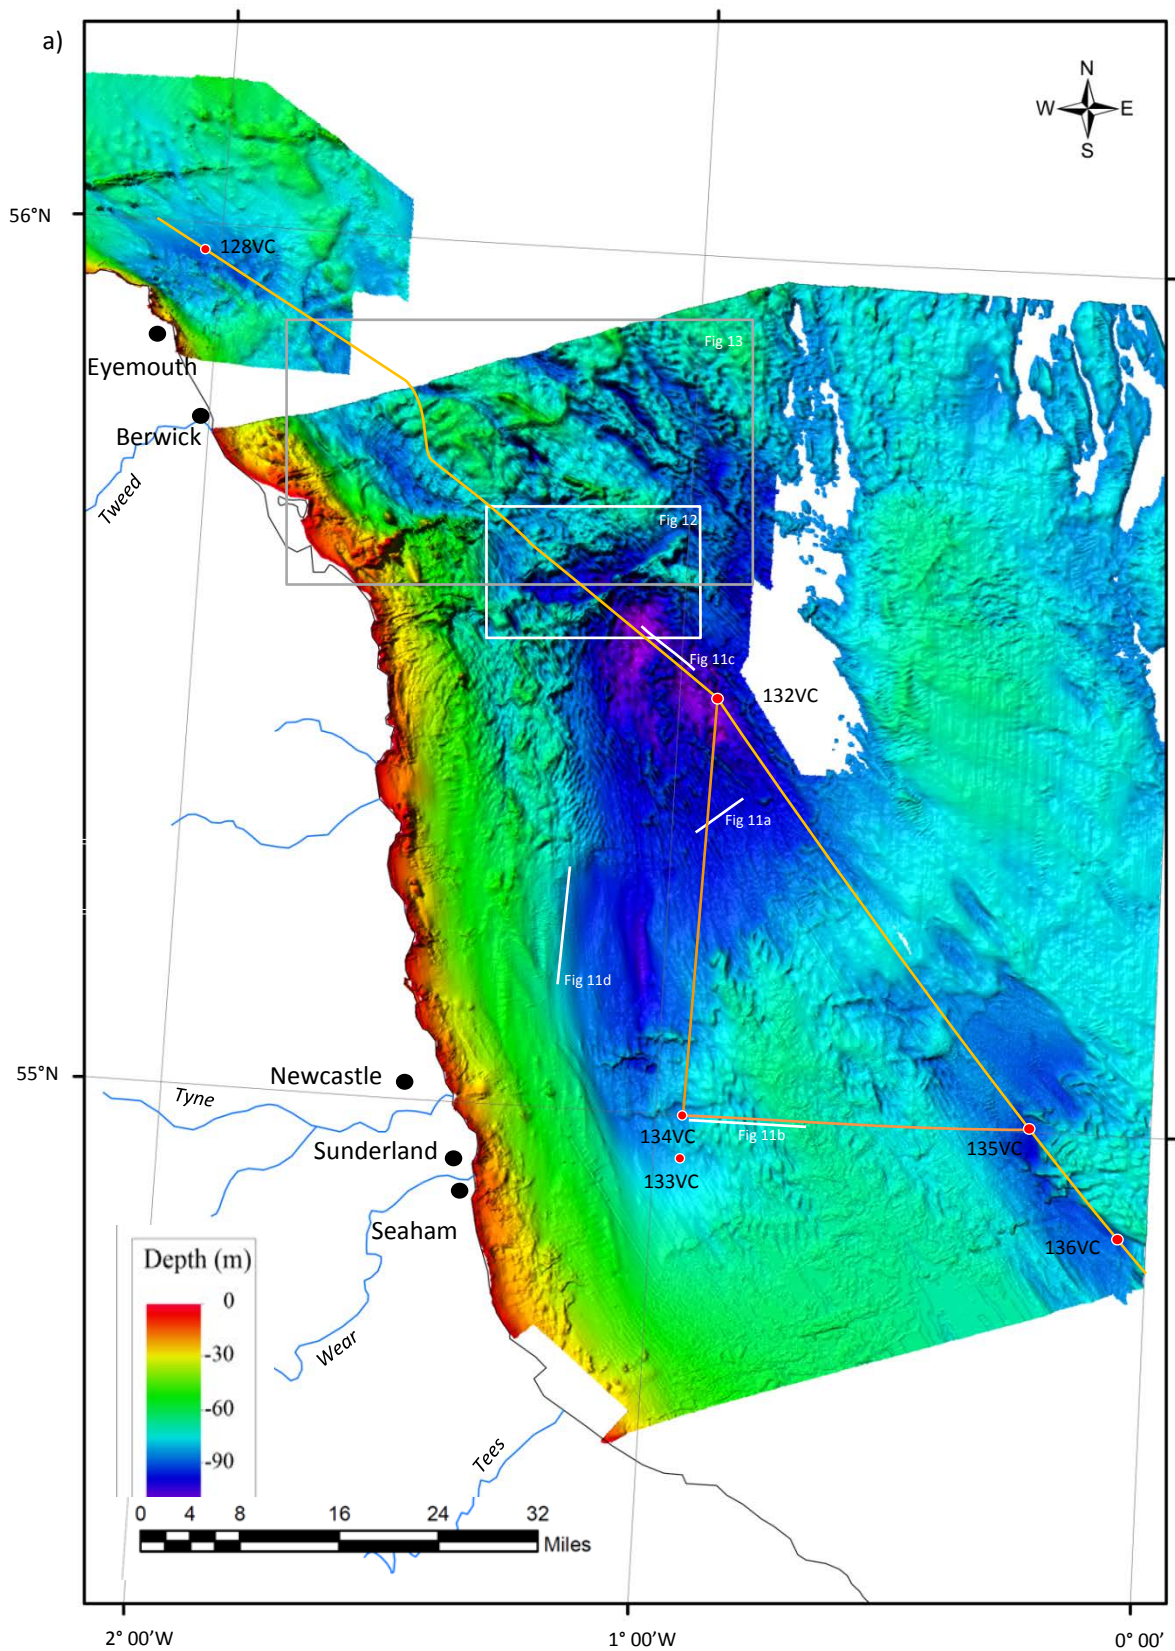 a)
N
W E
S
56°N
128VC
Eyemouth
Fig 13
Berwick
Tweed
Fig 12
Fig 11c
132VC
Fig 11a
Fig 11d
55°N
Newcastle
Tyne
Fig 11b
134VC
Sunderland
135VC
133VC
Seaham
136VC
Depth (m)
0
-30
-60
-90
Wear
Tees
0 4 8 16 24 32
Miles
2° 00'W 1° 00'W 0° 00'